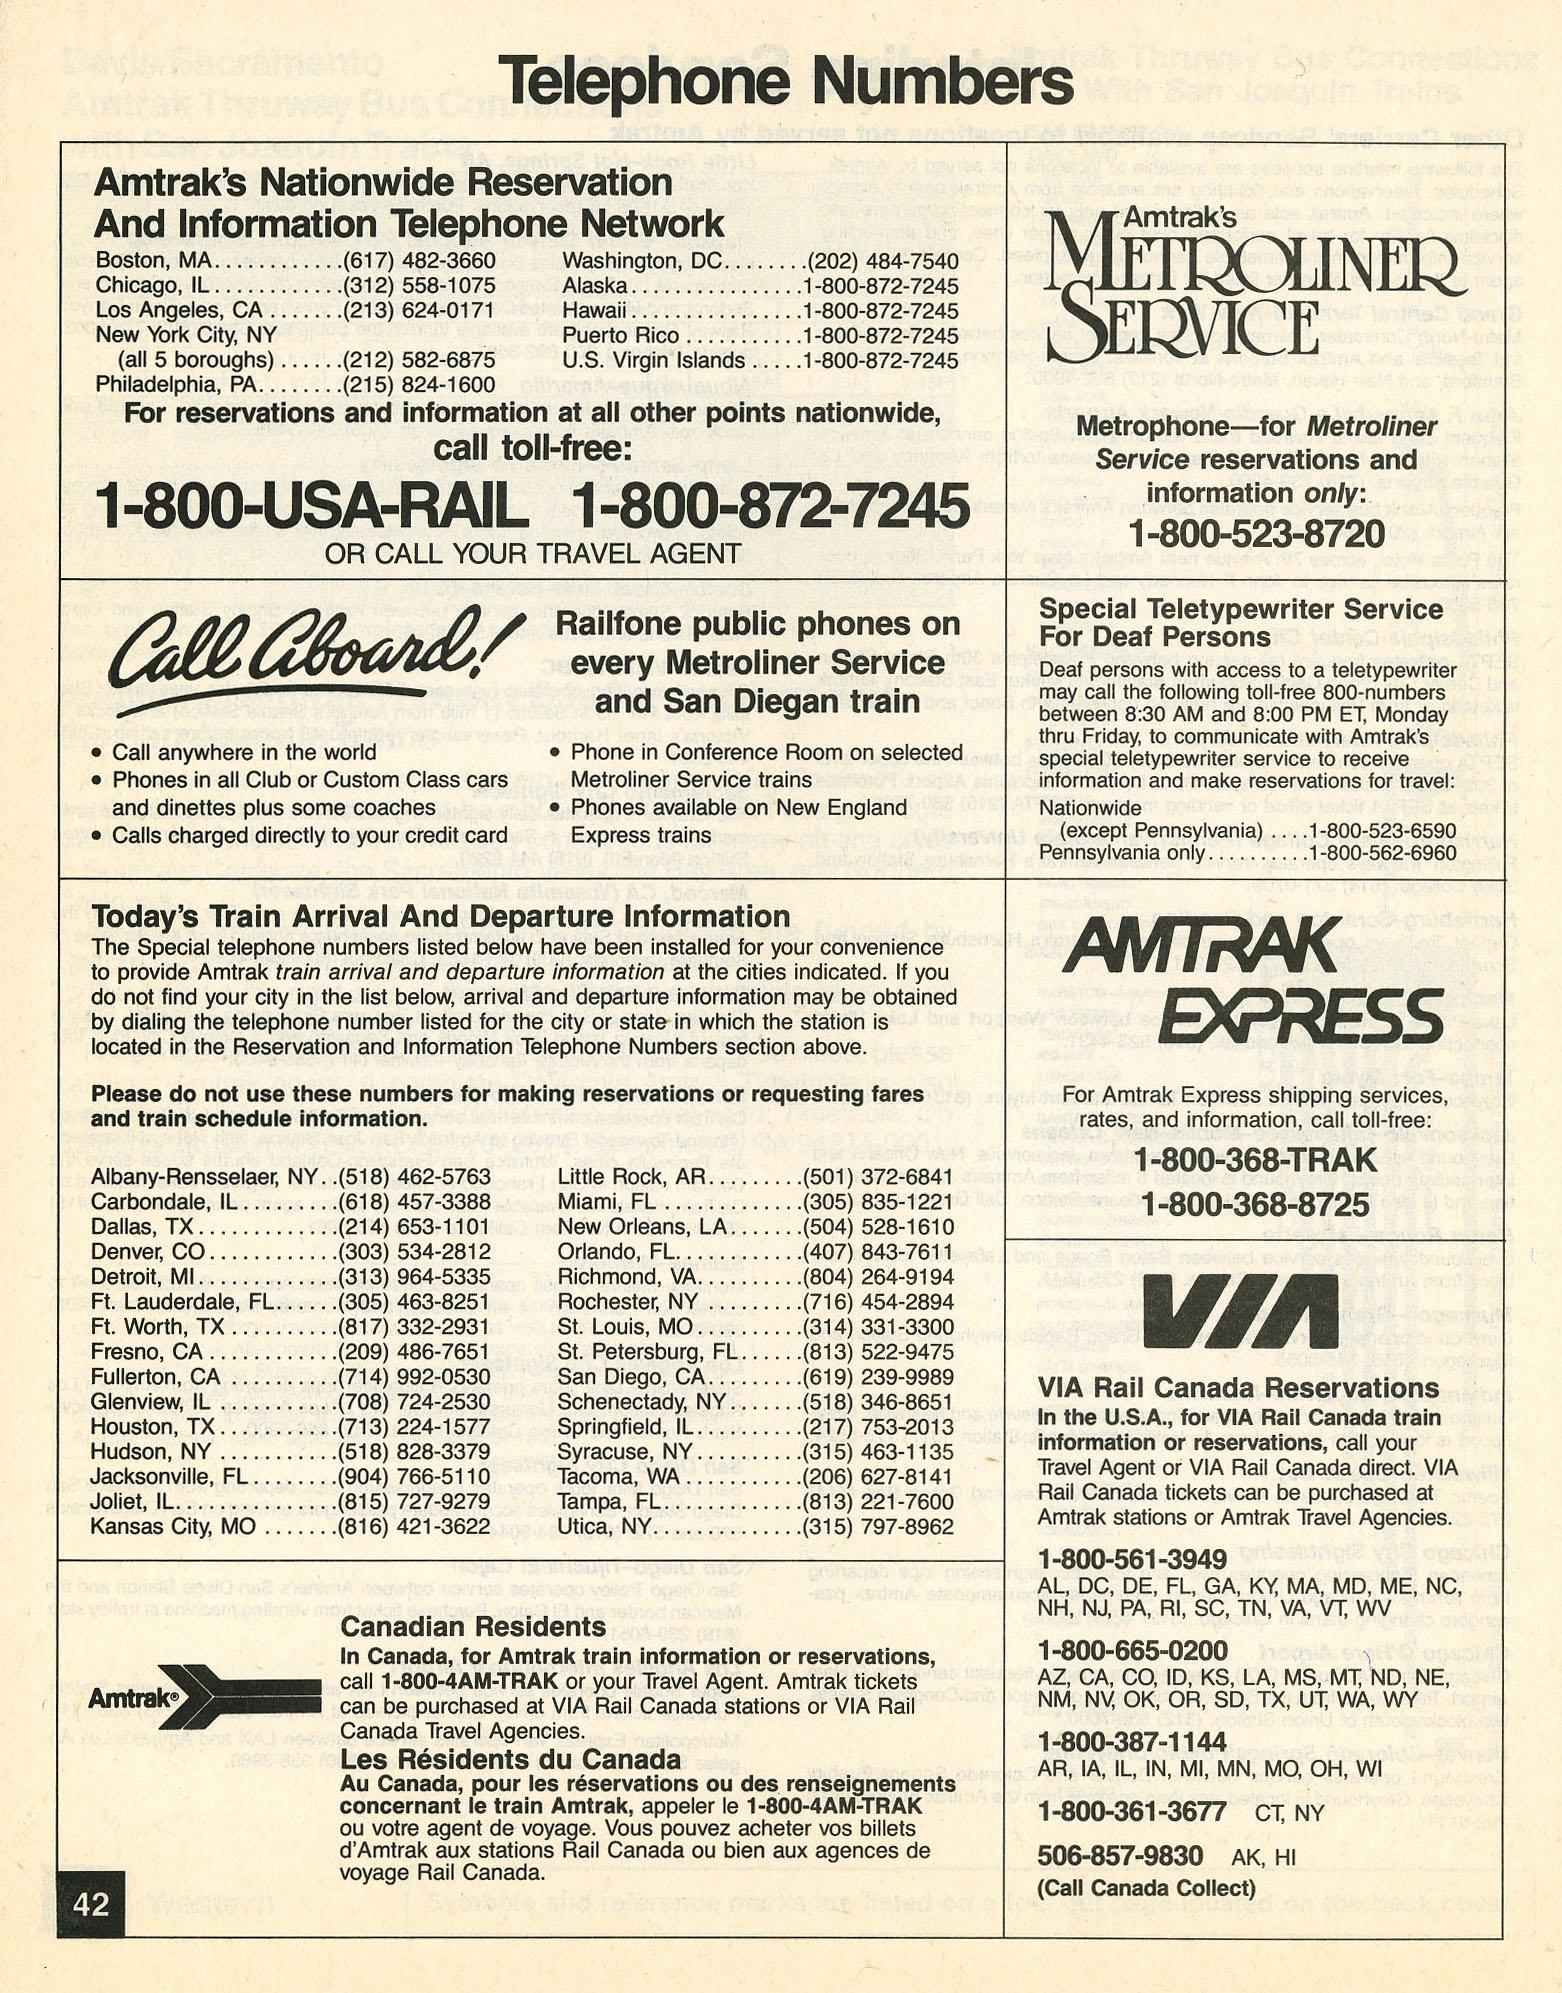 Telephone Numbers
Amtrak's Nationwide Reservation
And Information Telephone Network
Boston, MA............(617) 482-3660
Chicago, IL............(312) 558-1075
Los Angeles, CA .......(213) 624-0171
New York City, NY
(all 5 boroughs) ......(212) 582-6875
Philadelphia, PA........(215) 824-1600
Washington, DC........(202) 484-7540
Alaska................1-800-872-7245
Hawaii................1-800-872-7245
Puerto Rico ...........1-800-872-7245
U.S. Virgin Islands .....1-800-872-7245
For reservations and information at all other points nationwide,
call toll-free:
1-800-USA-RAIL 1-800-872-7245
OR CALL YOUR TRAVEL AGENT
Amtrak's
METROLINER
SERVICE
Metrophone—for Metroliner
Service reservations and
information only:
1-800-523-8720
Call Aboard!
Railfone public phones on
every Metroliner Service
and San Diegan train
• Call anywhere in the world
• Phones in all Club or Custom Class cars
and dinettes plus some coaches
• Calls charged directly to your credit card
• Phone in Conference Room on selected
Metroliner Service trains
• Phones available on New England
Express trains
Special Teletypewriter Service
For Deaf Persons
Deaf persons with access to a teletypewriter
may call the following toll-free 800-numbers
between 8:30 AM and 8:00 PM ET, Monday
thru Friday, to communicate with Amtrak's
special teletypewriter service to receive
information and make reservations for travel:
Nationwide
(except Pennsylvania) ....1-800-523-6590
Pennsylvania only..........1-800-562-6960
Today's Train Arrival And Departure Information
The Special telephone numbers listed below have been installed for your convenience
to provide Amtrak train arrival and departure information at the cities indicated. If you
do not find your city in the list below, arrival and departure information may be obtained
by dialing the telephone number listed for the city or state in which the station is
located in the Reservation and Information Telephone Numbers section above.
Please do not use these numbers for making reservations or requesting fares
and train schedule information.
Albany-Rensselaer, NY ..(518) 462-5763
Carbondale, IL..........(618) 457-3388
Dallas, TX .............(214) 653-1101
Denver, CO............(303) 534-2812
Detroit, MI.............(313) 964-5335
Ft. Lauderdale, FL......(305) 463-8251
Ft. Worth, TX ..........(817) 332-2931
Fresno, CA ............(209) 486-7651
Fullerton, CA ..........(714) 992-0530
Glenview, IL ...........(708) 724-2530
Houston, TX...........(713) 224-1577
Hudson, NY ...........(518) 828-3379
Jacksonville, FL ........(904) 766-5110
Joliet, IL...............(815) 727-9279
Kansas City, MO .......(816) 421-3622
Little Rock, AR.........(501) 372-6841
Miami, FL .............(305) 835-1221
New Orleans, LA.......(504) 528-1610
Orlando, FL...........(407) 843-7611
Richmond, VA.........(804) 264-9194
Rochester, NY ........(716) 454-2894
St. Louis, MO.........(314) 331-3300
St. Petersburg, FL......(813) 522-9475
San Diego, CA.........(619) 239-9989
Schenectady, NY.......(518) 346-8651
Springfield, IL..........(217) 753-2013
Syracuse, NY..........(315) 463-1135
Tacoma, WA...........(206) 627-8141
Tampa, FL............(813) 221-7600
Utica, NY.............(315) 797-8962
AMTRAK
EXPRESS
For Amtrak Express shipping services,
rates, and information, call toll-free:
1-800-368-TRAK
1-800-368-8725
VIA
VIA Rail Canada Reservations
In the U.S.A., for VIA Rail Canada train
information or reservations, call your
Travel Agent or VIA Rail Canada direct. VIA
Rail Canada tickets can be purchased at
Amtrak stations or Amtrak Travel Agencies.
1-800-561-3949
AL, DC, DE, FL, GA, KY, MA, MD, ME, NC,
NH, NJ, PA, RI, SC, TN, VA, VT, WV
1-800-665-0200
AZ, CA, CO, ID, KS, LA, MS, MT, ND, NE,
NM, NV, OK, OR, SD, TX, UT, WA, WY
1-800-387-1144
AR, IA, IL, IN, MI, MN, MO, OH, WI
1-800-361-3677 CT, NY
506-857-9830 AK, HI
(Call Canada Collect)
Amtrak®
Canadian Residents
In Canada, for Amtrak train information or reservations,
call 1-800-4AM-TRAK or your Travel Agent. Amtrak tickets
can be purchased at VIA Rail Canada stations or VIA Rail
Canada Travel Agencies.
Les Résidents du Canada
Au Canada, pour les réservations ou des renseignements
concernant le train Amtrak, appeler le 1-800-4AM-TRAK
ou votre agent de voyage. Vous pouvez acheter vos billets
d'Amtrak aux stations Rail Canada ou bien aux agences de
voyage Rail Canada.
42